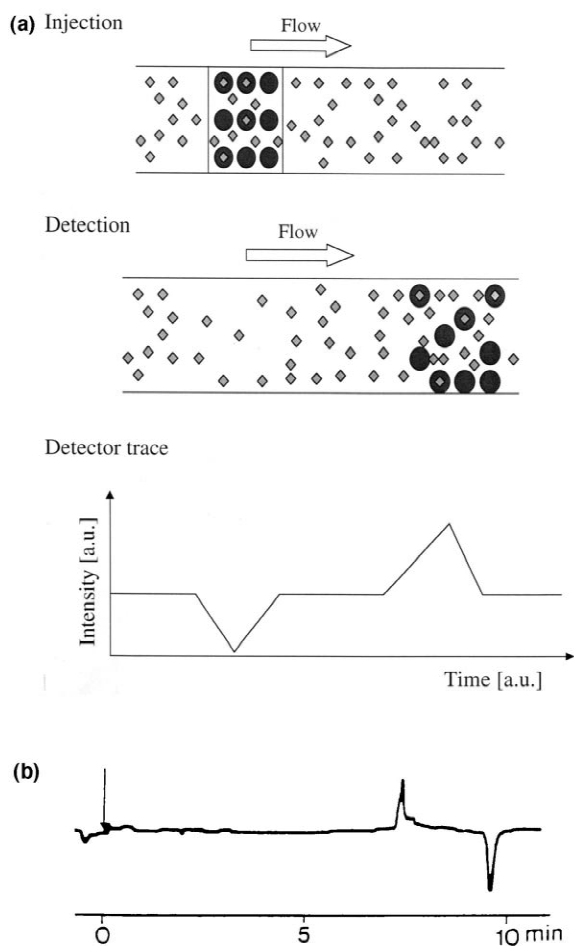 (a) Injection
Flow
Detection
Flow
Detector trace
Intensity [a.u.]
Time [a.u.]
(b)
0 5 10 min